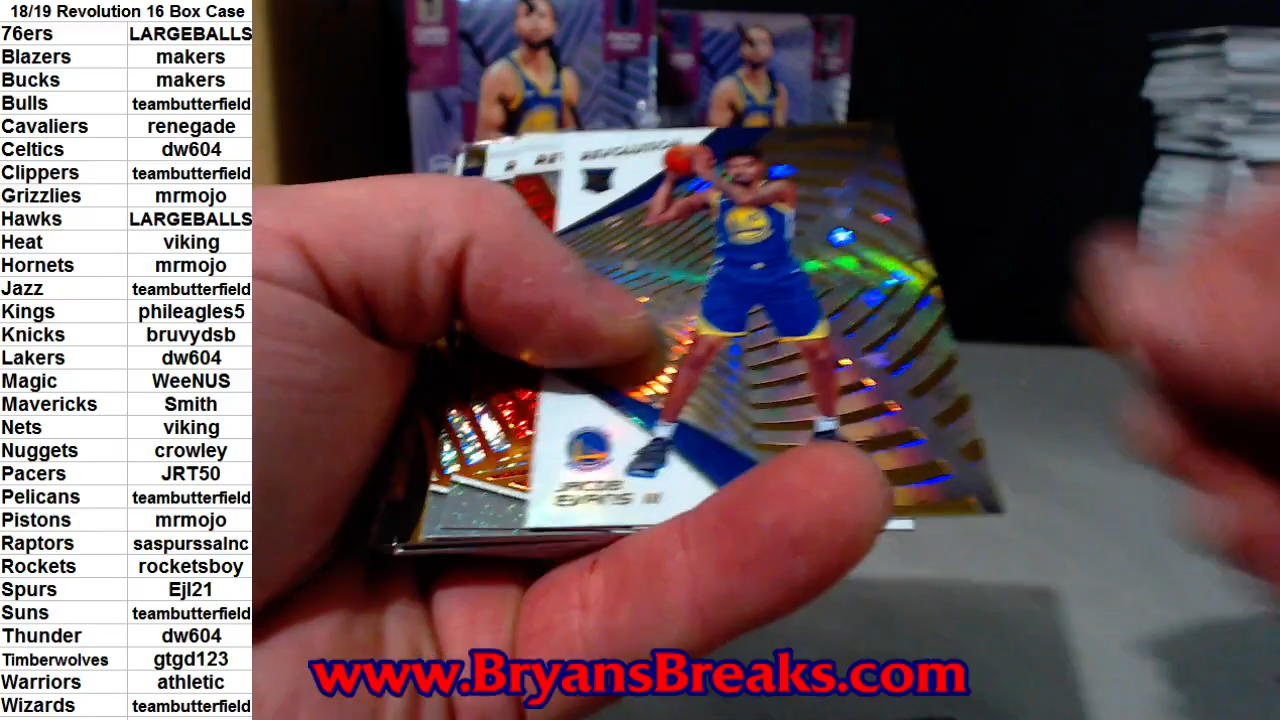 18/19 Revolution 16 Box Case
76ers LARGEBALLS
Blazers makers
Bucks makers
Bulls teambutterfield
Cavaliers renegade
Celtics dw604
Clippers teambutterfield
Grizzlies mrmojo
Hawks LARGEBALLS
Heat viking
Hornets mrmojo
Jazz teambutterfield
Kings phileagles5
Knicks bruvydsb
Lakers dw604
Magic WeeNUS
Mavericks Smith
Nets viking
Nuggets crowley
Pacers JRT50
Pelicans teambutterfield
Pistons mrmojo
Raptors saspurssalnc
Rockets rocketsboy
Spurs Ejl21
Suns teambutterfield
Thunder dw604
Timberwolves gtgd123
Warriors athletic
Wizards teambutterfield
REVOLUTION
JACOB
EVANS III
www.BryansBreaks.com